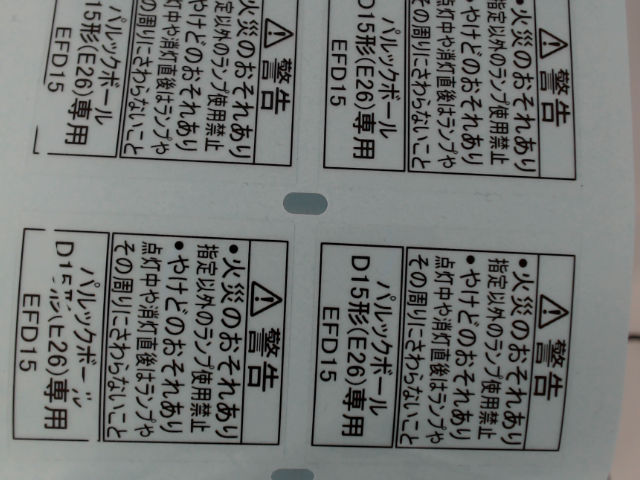 警告
・火災のおそれあり
指定以外のランプ使用禁止
・やけどのおそれあり
点灯中や消灯直後はランプや
その周りにさわらないこと
パルックボール
D15形(E26)専用
EFD15
警告
・火災のおそれあり
指定以外のランプ使用禁止
・やけどのおそれあり
点灯中や消灯直後はランプや
その周りにさわらないこと
パルックボール
D15形(E26)専用
EFD15
警告
・火災のおそれあり
指定以外のランプ使用禁止
・やけどのおそれあり
点灯中や消灯直後はランプや
その周りにさわらないこと
パルックボール
D15形(E26)専用
EFD15
警告
・火災のおそれあり
指定以外のランプ使用禁止
・やけどのおそれあり
点灯中や消灯直後はランプや
その周りにさわらないこと
パルックボール
D15形(E26)専用
EFD15